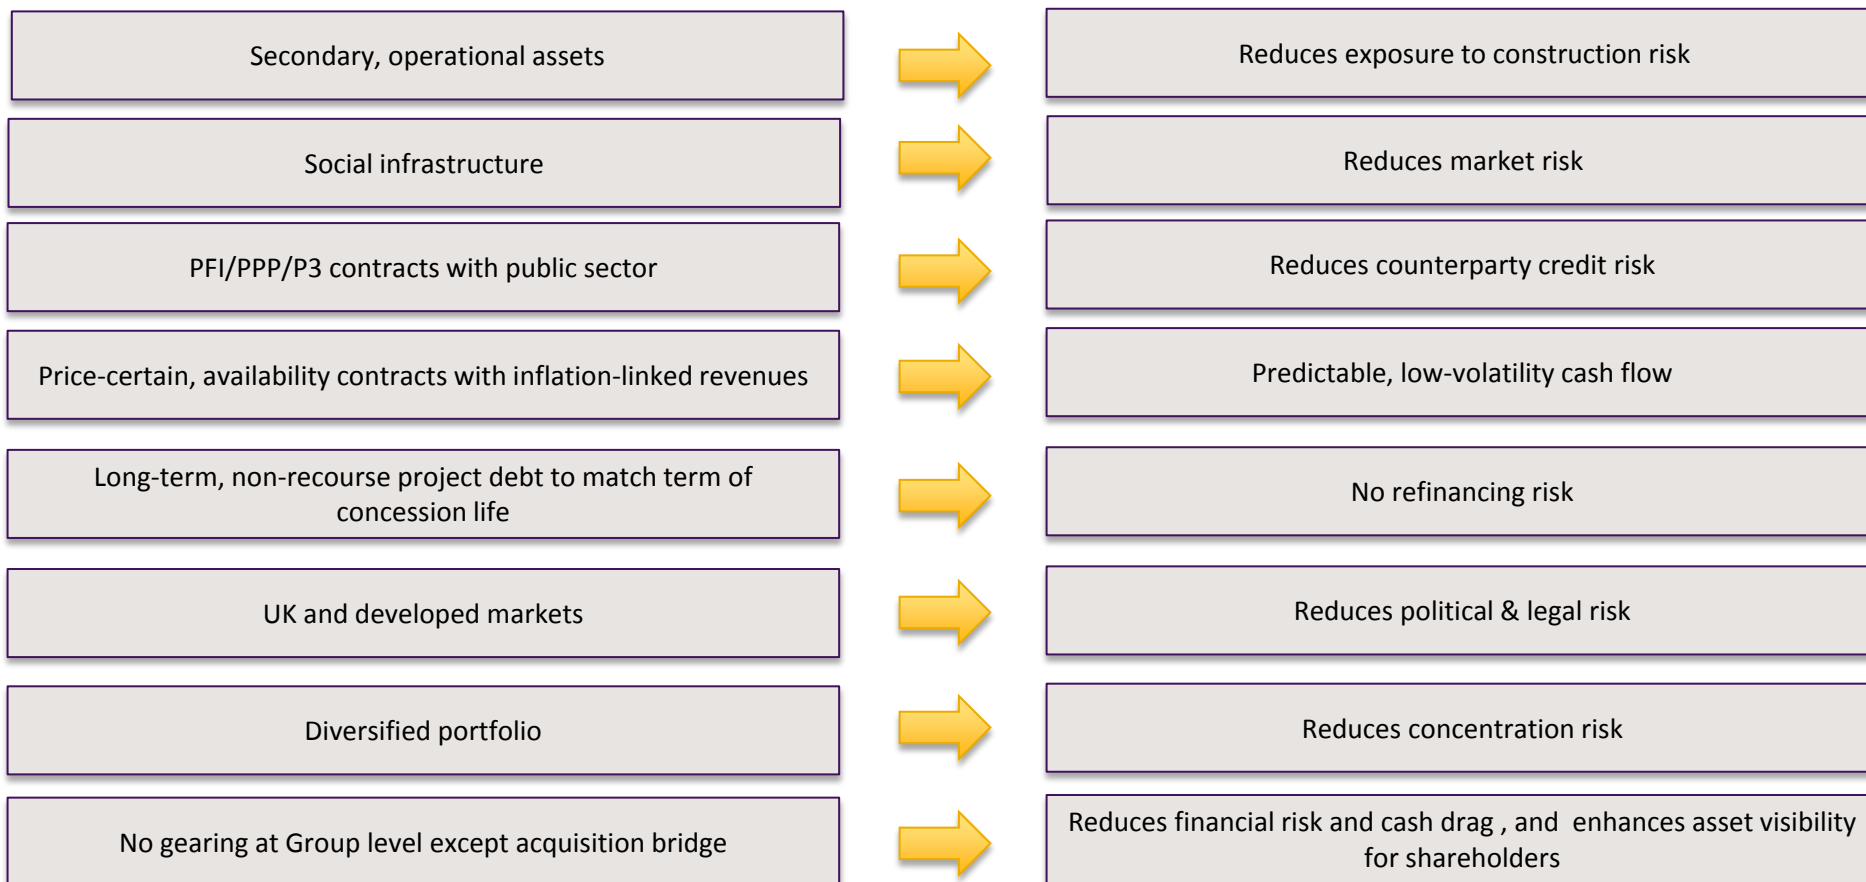 Secondary, operational assets
Reduces exposure to construction risk
Social infrastructure
Reduces market risk
PFI/PPP/P3 contracts with public sector
Reduces counterparty credit risk
Price-certain, availability contracts with inflation-linked revenues
Predictable, low-volatility cash flow
Long-term, non-recourse project debt to match term of
concession life
No refinancing risk
UK and developed markets
Reduces political & legal risk
Diversified portfolio
Reduces concentration risk
No gearing at Group level except acquisition bridge
Reduces financial risk and cash drag , and  enhances asset visibility
for shareholders